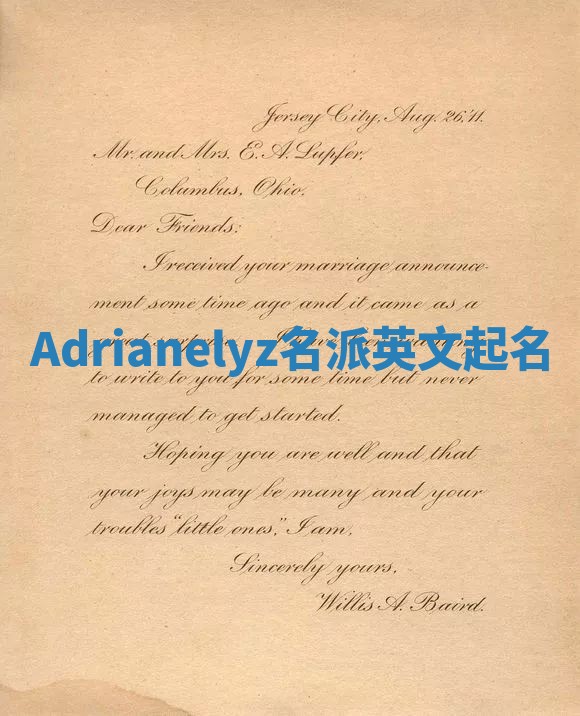 Jersey City, Aug. 26, '11.
Mr. and Mrs. E. A. Lupfer,
Columbus, Ohio.
Dear Friends:
I received your marriage announce-
ment some time ago and it came as a
Adrianelyz名派英文起名
to write to you for some time but never
managed to get started.
Hoping you are well and that
your joys may be many and your
troubles "little ones," I am,
Sincerely yours,
Willis A. Baird.